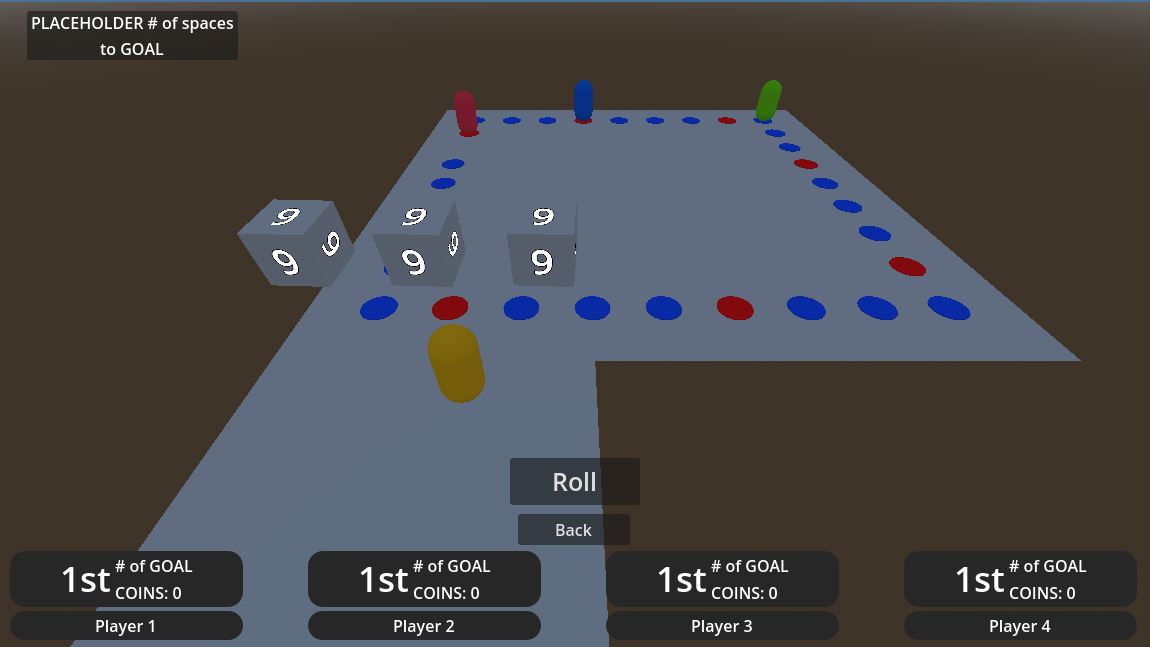 PLACEHOLDER # of spaces
to GOAL
9
9
9
9
9
9
9
9
Roll
Back
1st
# of GOAL
COINS: 0
Player 1
1st
# of GOAL
COINS: 0
Player 2
1st
# of GOAL
COINS: 0
Player 3
1st
# of GOAL
COINS: 0
Player 4